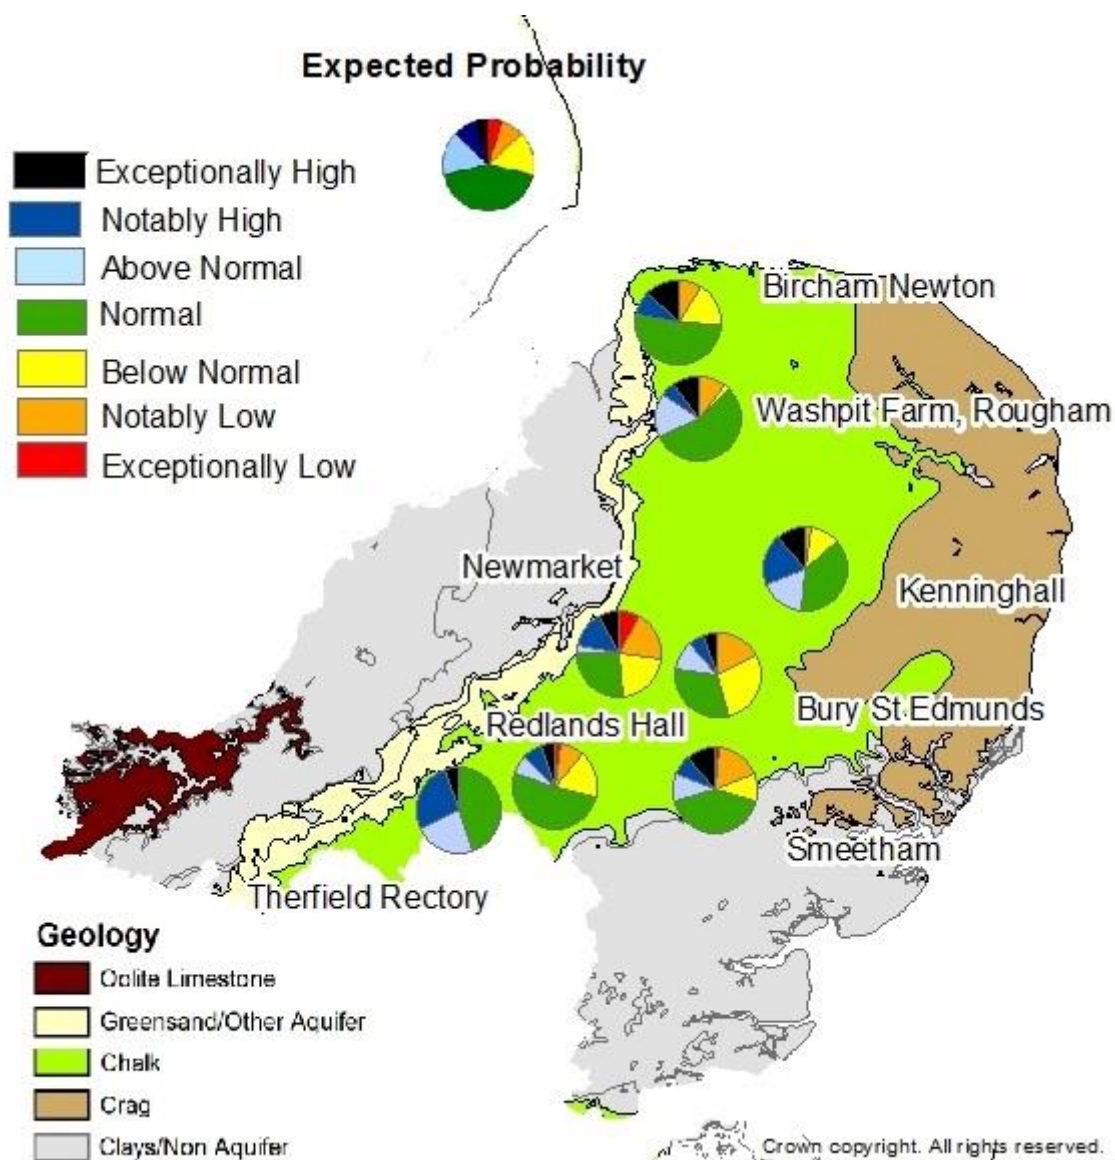 Expected Probability
Exceptionally High
Notably High
Above Normal
Normal
Below Normal
Notably Low
Exceptionally Low
Bircham Newton
Washpit Farm, Rougham
Newmarket
Kenninghall
Redlands Hall
Bury St Edmunds
Smeetham
Therfield Rectory
Geology
Oolite Limestone
Greensand/Other Aquifer
Chalk
Crag
Clays/Non Aquifer
Crown copyright. All rights reserved.